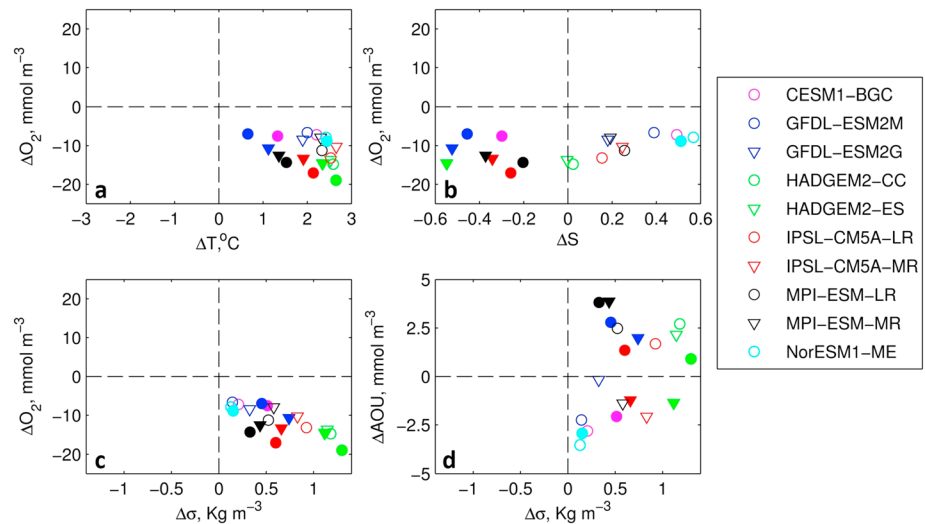 20
10
0
−10
−20
ΔO₂, mmol m⁻³
a
−3
−2
−1
0
1
2
3
ΔT,°C
20
10
0
−10
−20
ΔO₂, mmol m⁻³
b
−0.6
−0.4
−0.2
0
0.2
0.4
0.6
ΔS
20
10
0
−10
−20
ΔO₂, mmol m⁻³
c
−1
−0.5
0
0.5
1
Δσ, Kg m⁻³
5
2.5
0
−2.5
−5
ΔAOU, mmol m⁻³
d
−1
−0.5
0
0.5
1
Δσ, Kg m⁻³
CESM1−BGC
GFDL−ESM2M
GFDL−ESM2G
HADGEM2−CC
HADGEM2−ES
IPSL−CM5A−LR
IPSL−CM5A−MR
MPI−ESM−LR
MPI−ESM−MR
NorESM1−ME